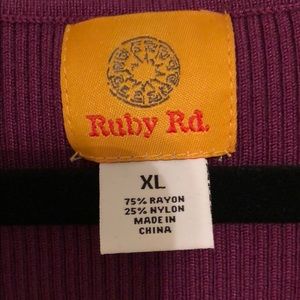 Ruby Rd.
XL
75% RAYON
25% NYLON
MADE IN
CHINA